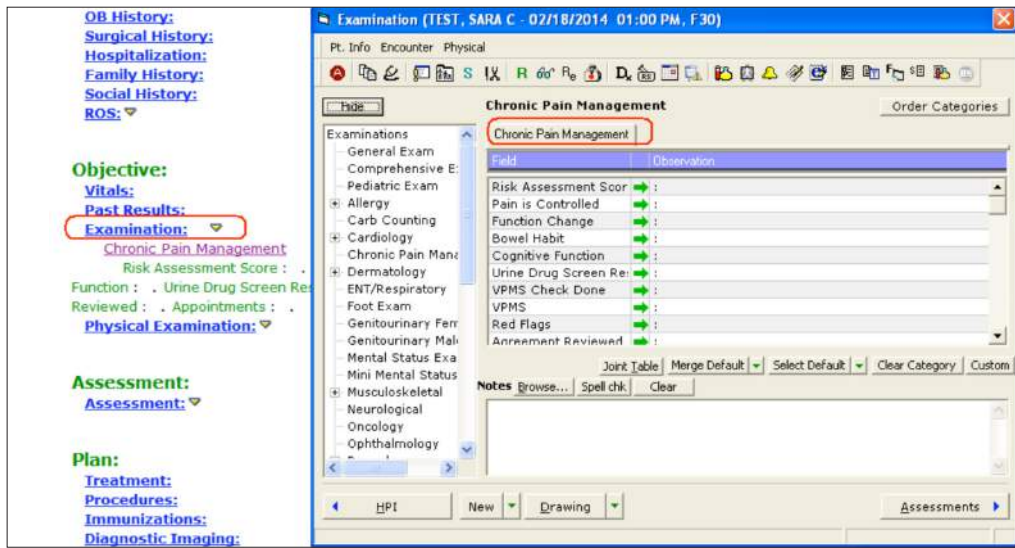 OB History:
Surgical History:
Hospitalization:
Family History:
Social History:
ROS:
Objective:
Vitals:
Past Results:
Examination:
Chronic Pain Management
Risk Assessment Score : .
Function : . Urine Drug Screen Res
Reviewed : . Appointments : .
Physical Examination:
Assessment:
Assessment:
Plan:
Treatment:
Procedures:
Immunizations:
Diagnostic Imaging:
Examination (TEST, SARA C - 02/18/2014 01:00 PM, F30)
Pt. Info Encounter Physical
S R Re Dx
Hide
Chronic Pain Management
Order Categories
Examinations
General Exam
Comprehensive E
Pediatric Exam
Allergy
Carb Counting
Cardiology
Chronic Pain Mana
Dermatology
ENT/Respiratory
Foot Exam
Genitourinary Fem
Genitourinary Mal
Mental Status Exa
Mini Mental Status
Musculoskeletal
Neurological
Oncology
Ophthalmology
Chronic Pain Management
Field Observation
Risk Assessment Scor :
Pain is Controlled :
Function Change :
Bowel Habit :
Cognitive Function :
Urine Drug Screen Re :
VPMS Check Done :
VPMS :
Red Flags :
Agreement Reviewed :
Joint Table Merge Default Select Default Clear Category Custom
Notes Browse... Spell chk Clear
HPI New Drawing Assessments